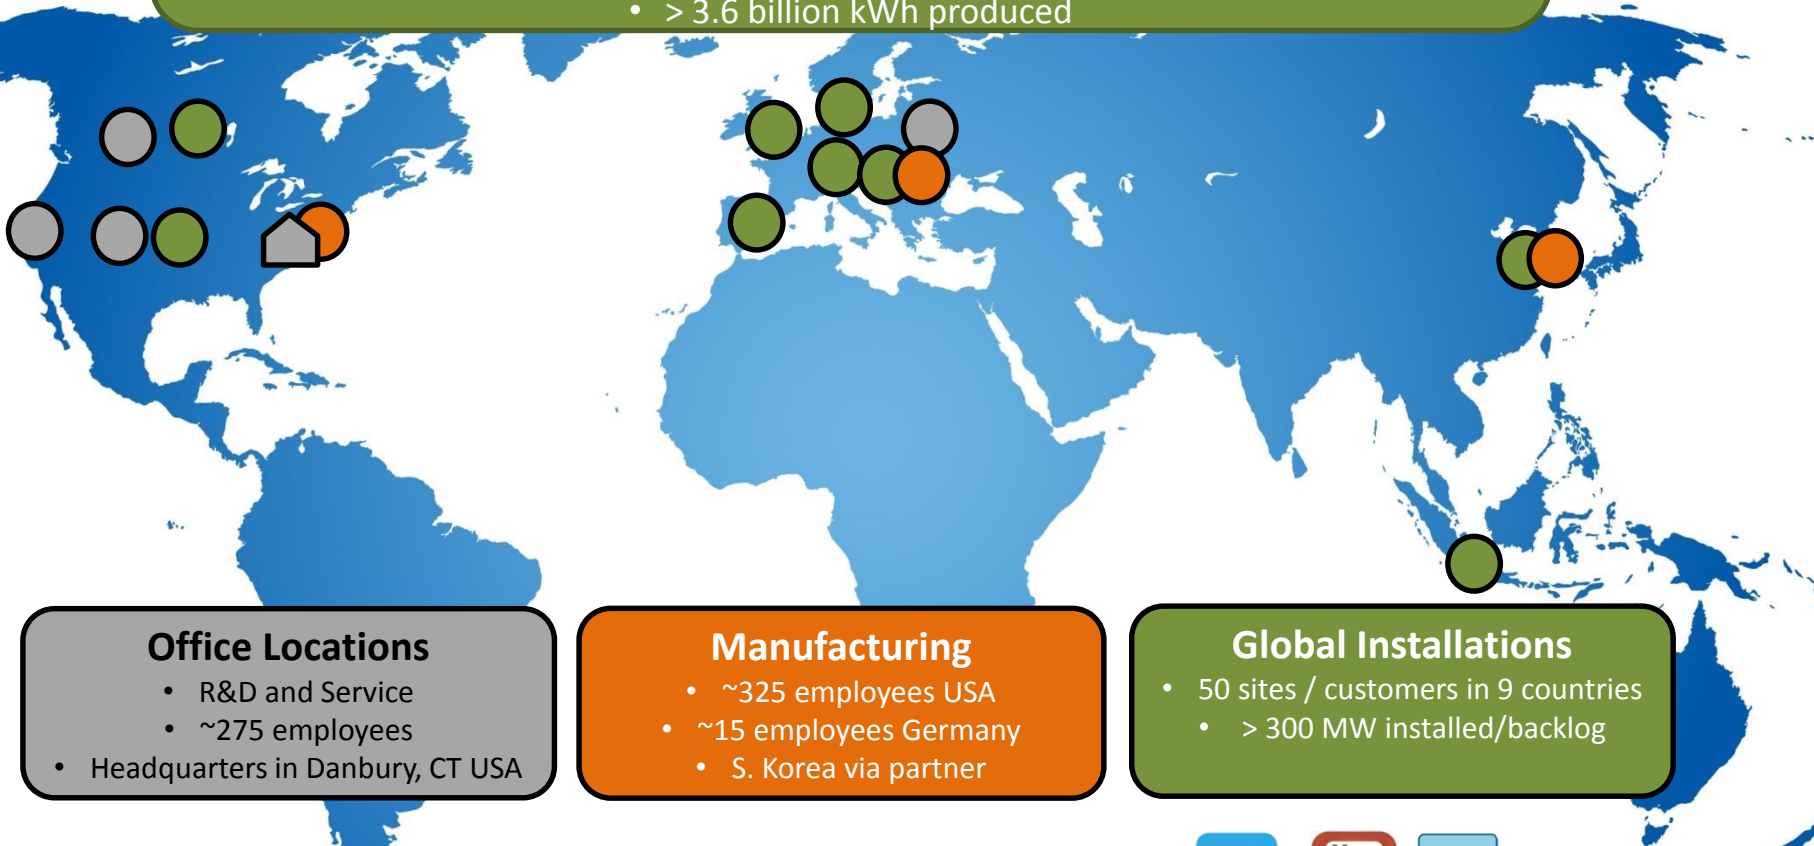 • > 3.6 billion kWh produced
Office Locations
• R&D and Service
• ~275 employees
• Headquarters in Danbury, CT USA
Manufacturing
• ~325 employees USA
• ~15 employees Germany
• S. Korea via partner
Global Installations
• 50 sites / customers in 9 countries
• > 300 MW installed/backlog